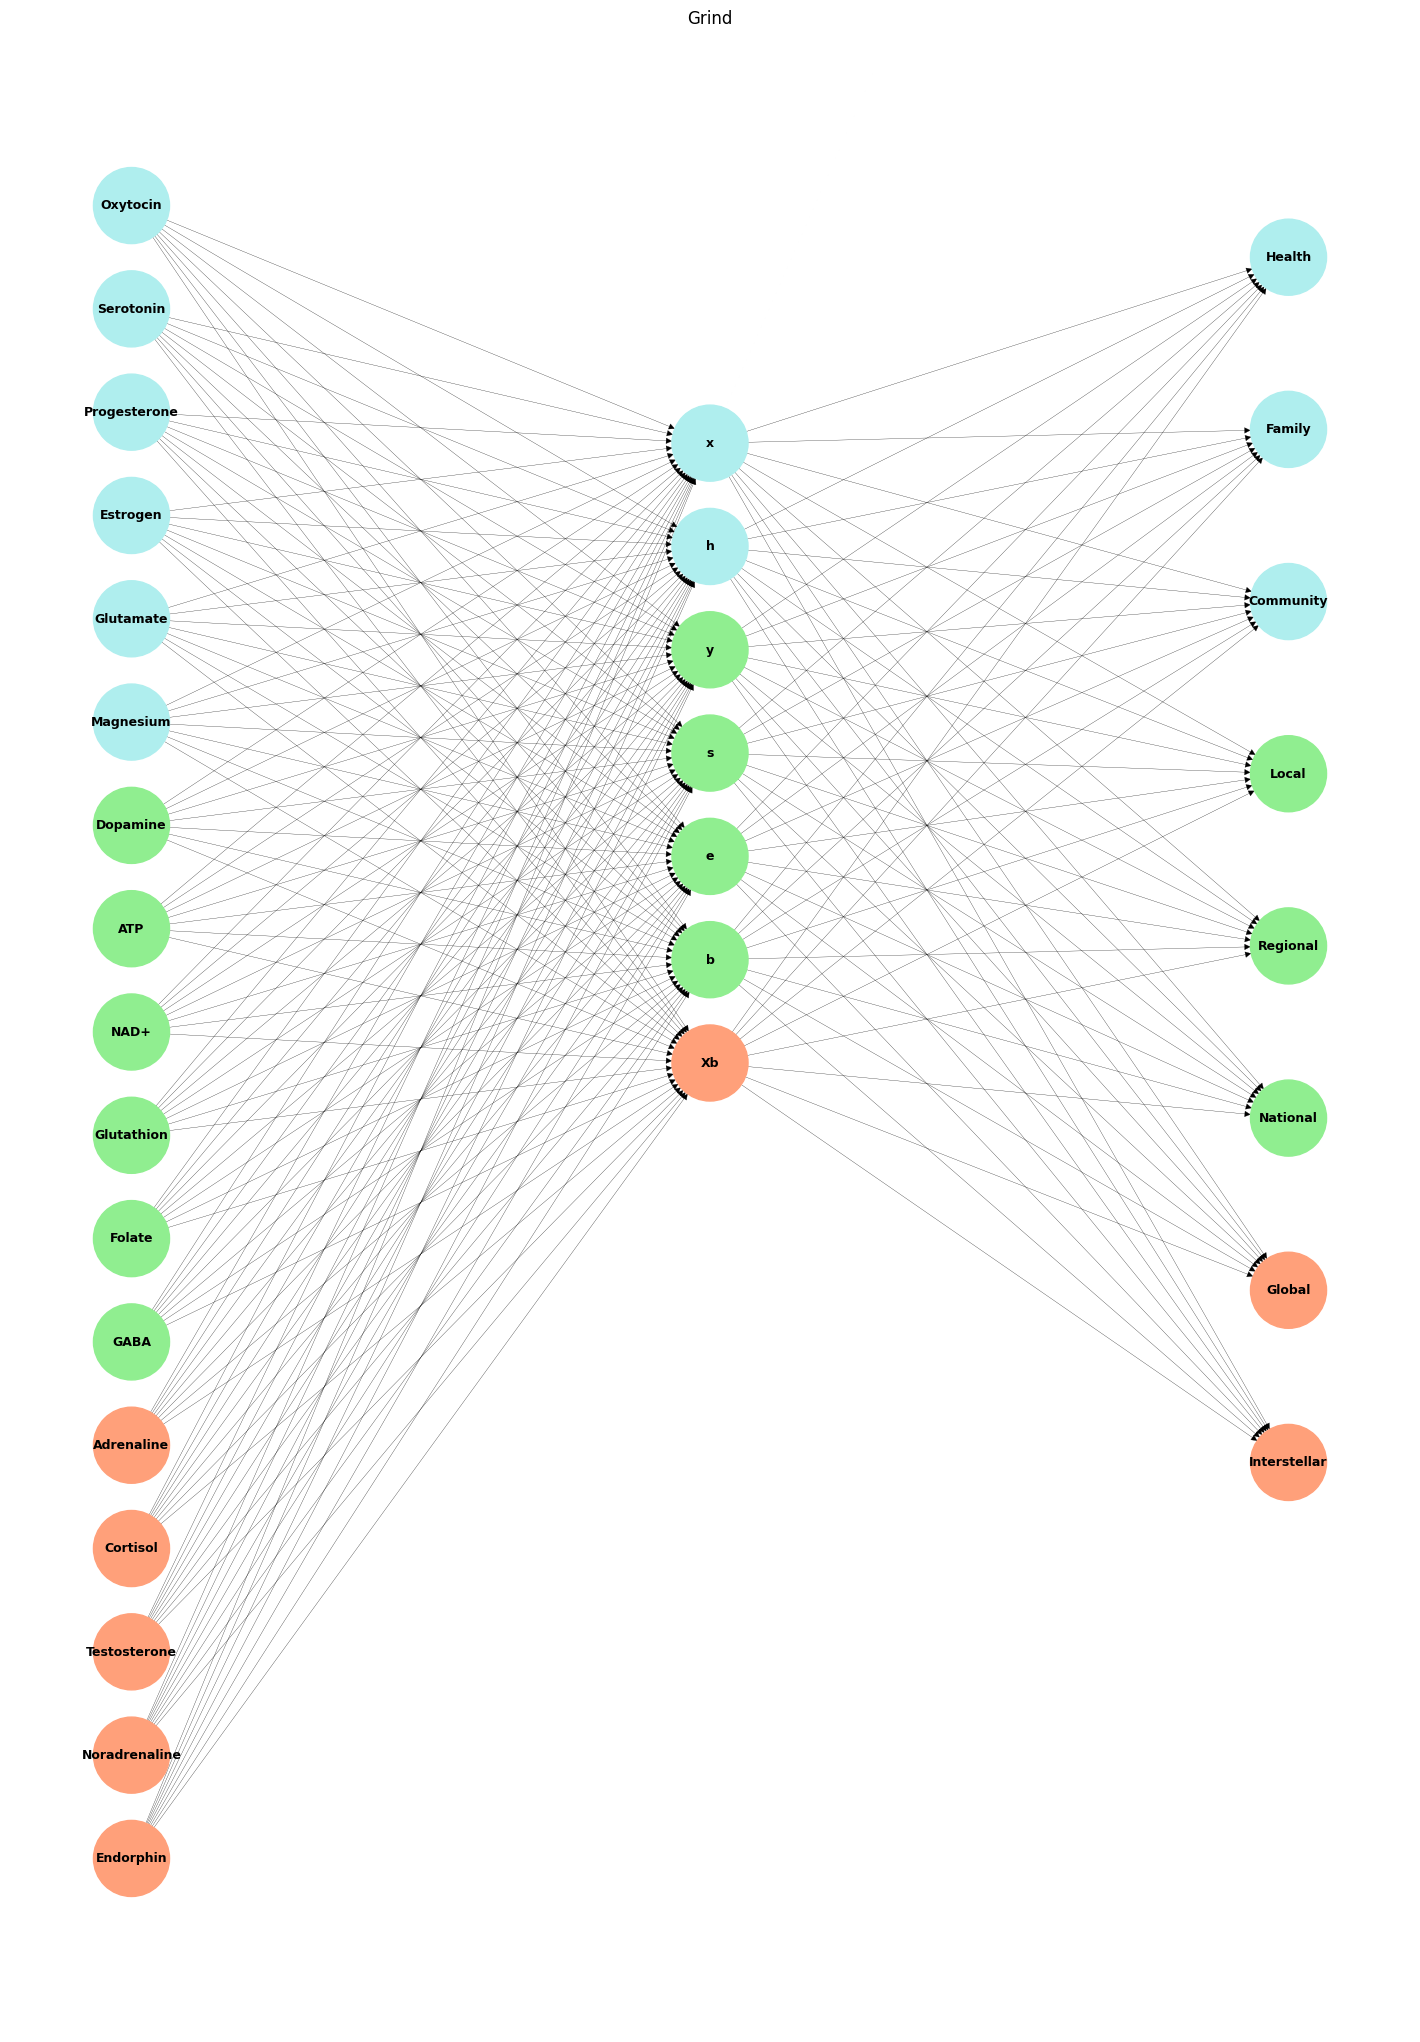 Grind
Oxytocin
Serotonin
Progesterone
Estrogen
Glutamate
Magnesium
Dopamine
ATP
NAD+
Glutathion
Folate
GABA
Adrenaline
Cortisol
Testosterone
Noradrenaline
Endorphin
x
h
y
s
e
b
Xb
Health
Family
Community
Local
Regional
National
Global
Interstellar